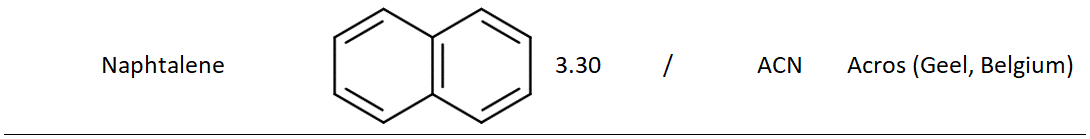 Naphtalene 3.30 / ACN Acros (Geel, Belgium)